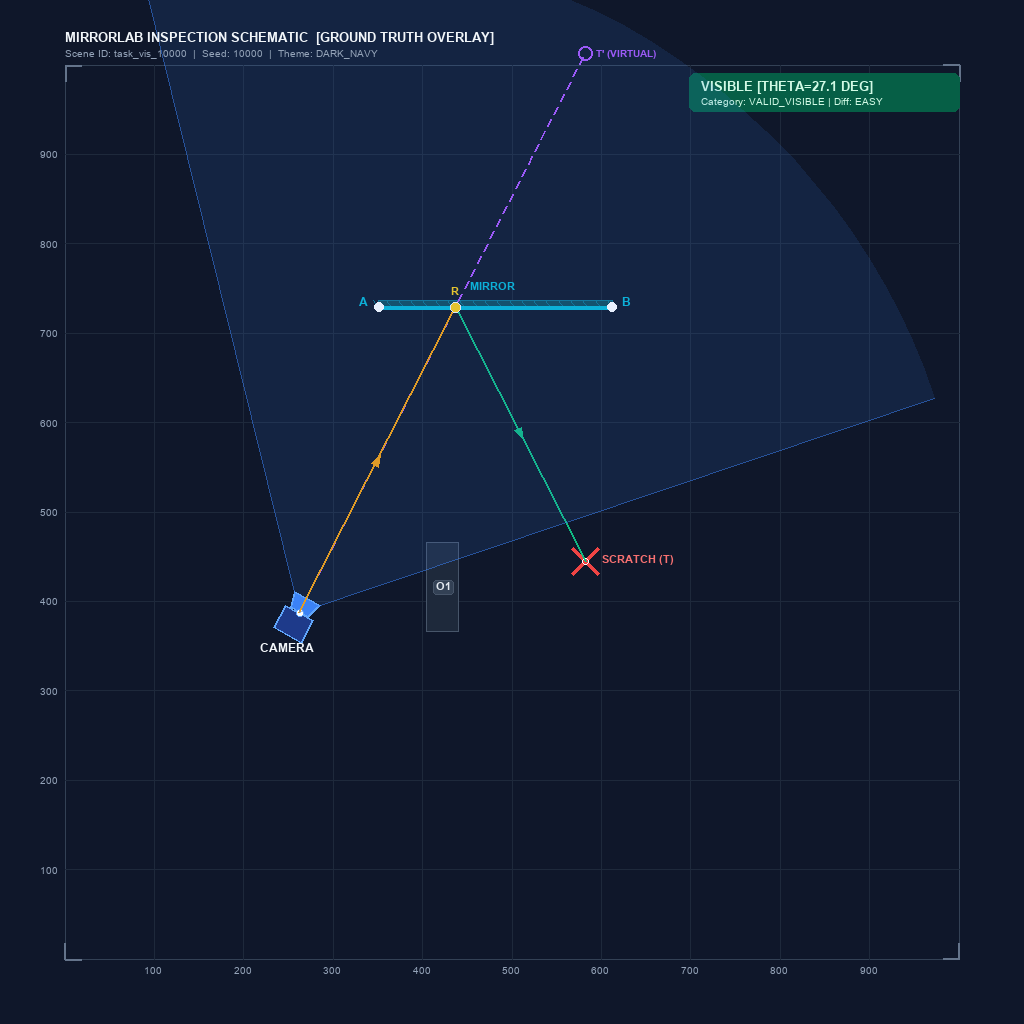 MIRRORLAB INSPECTION SCHEMATIC  [GROUND TRUTH OVERLAY]
Scene ID: task_vis_10000  |  Seed: 10000  |  Theme: DARK_NAVY
T' (VIRTUAL)
VISIBLE [THETA=27.1 DEG]
Category: VALID_VISIBLE | Diff: EASY
900
800
R
MIRROR
A
B
700
600
500
SCRATCH (T)
O1
400
CAMERA
300
200
100
100
200
300
400
500
600
700
800
900